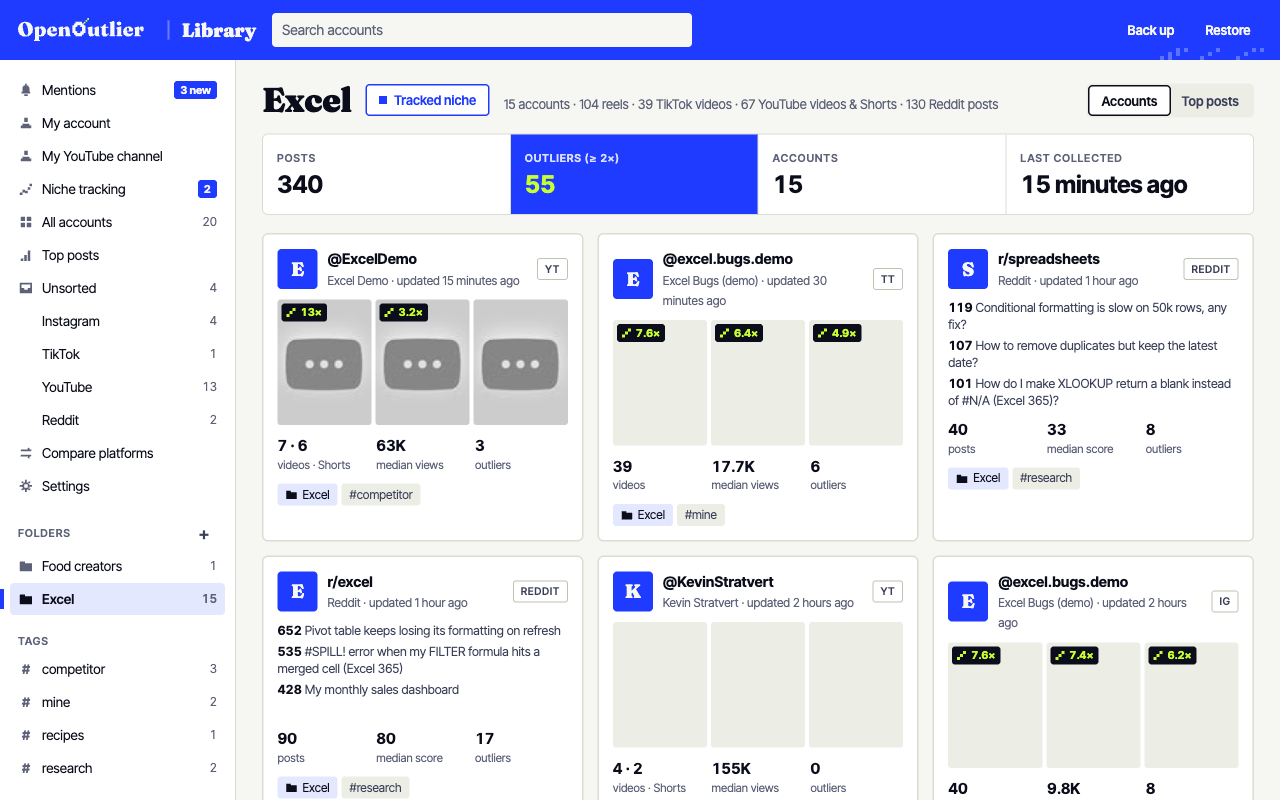 OpenOutlier
Library
Search accounts
Back up
Restore
Mentions
3 new
My account
My YouTube channel
Niche tracking
2
All accounts
20
Top posts
Unsorted
4
Instagram
4
TikTok
1
YouTube
13
Reddit
2
Compare platforms
Settings
FOLDERS
+
Food creators
1
Excel
15
TAGS
# competitor
3
# mine
2
# recipes
1
# research
2
Excel
Tracked niche
15 accounts · 104 reels · 39 TikTok videos · 67 YouTube videos & Shorts · 130 Reddit posts
Accounts
Top posts
POSTS
340
OUTLIERS (≥ 2×)
55
ACCOUNTS
15
LAST COLLECTED
15 minutes ago
E
@ExcelDemo
Excel Demo · updated 15 minutes ago
YT
13×
3.2×
7 · 6
videos · Shorts
63K
median views
3
outliers
Excel
#competitor
E
@excel.bugs.demo
Excel Bugs (demo) · updated 30
minutes ago
TT
7.6×
6.4×
4.9×
39
videos
17.7K
median views
6
outliers
Excel
#mine
S
r/spreadsheets
Reddit · updated 1 hour ago
REDDIT
119 Conditional formatting is slow on 50k rows, any
fix?
107 How to remove duplicates but keep the latest
date?
101 How do I make XLOOKUP return a blank instead
of #N/A (Excel 365)?
40
posts
33
median score
8
outliers
Excel
#research
E
r/excel
Reddit · updated 1 hour ago
REDDIT
652 Pivot table keeps losing its formatting on refresh
535 #SPILL! error when my FILTER formula hits a
merged cell (Excel 365)
428 My monthly sales dashboard
90
posts
80
median score
17
outliers
Excel
#research
K
@KevinStratvert
Kevin Stratvert · updated 2 hours ago
YT
4 · 2
videos · Shorts
155K
median views
0
outliers
E
@excel.bugs.demo
Excel Bugs (demo) · updated 2 hours
ago
IG
7.6×
7.4×
6.2×
40
9.8K
8